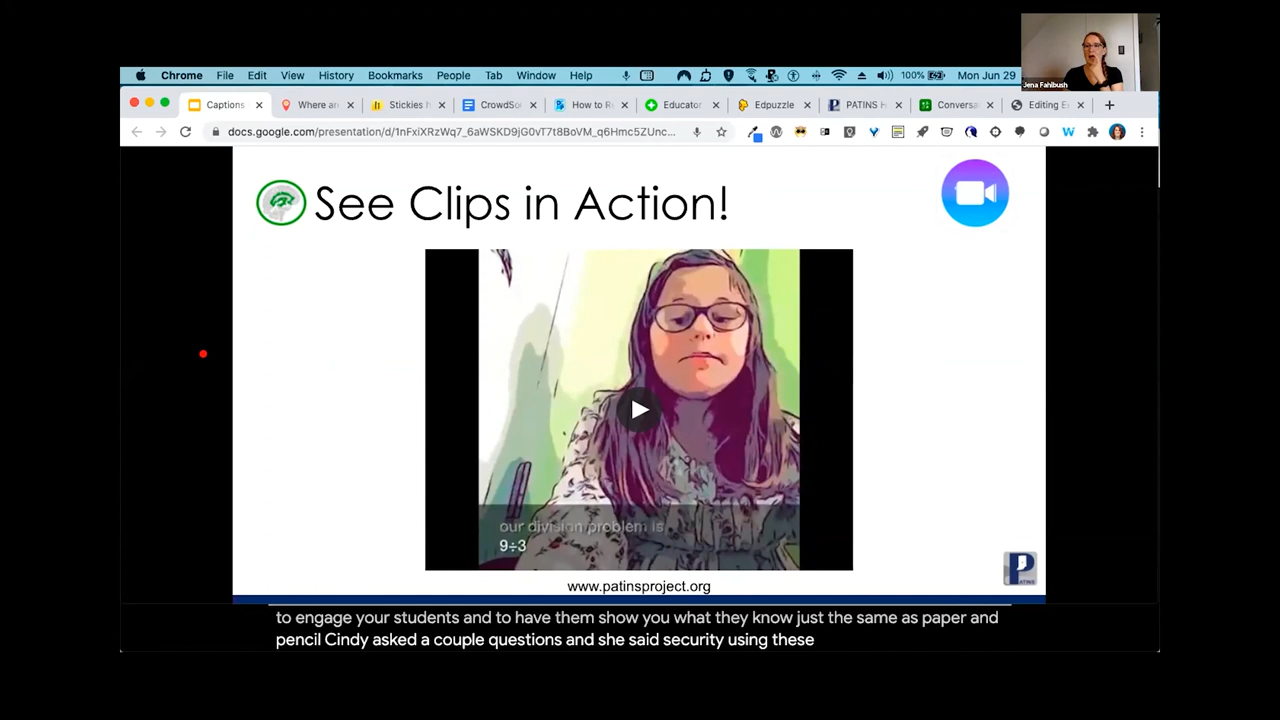 Chrome File Edit View History Bookmarks People Tab Window Help 100% Mon Jun 29
Jena Fahlbush
Captions Where an Stickies h CrowdSo How to R Educator Edpuzzle PATINS H Conversa Editing E
docs.google.com/presentation/d/1nFxiXRzWq7_6aWSKD9jG0vT7t8BoVM_q6Hmc5ZUnc...
See Clips in Action!
our division problem is
9÷3
www.patinsproject.org
PATINS
to engage your students and to have them show you what they know just the same as paper and
pencil Cindy asked a couple questions and she said security using these